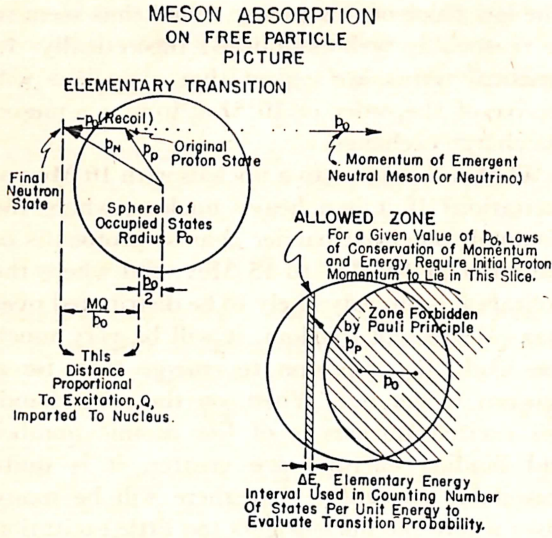 MESON ABSORPTION
ON FREE PARTICLE
PICTURE
ELEMENTARY TRANSITION
-p₀(Recoil)
Original
Proton State
p_N
p_p
p₀
Momentum of Emergent
Neutral Meson (or Neutrino).
Final
Neutron
State
Sphere of
Occupied States
Radius P₀
p₀
2
MQ
p₀
This
Distance
Proportional
To Excitation,Q,
Imparted To Nucleus.
ALLOWED ZONE
For a Given Value of p₀, Laws
of Conservation of Momentum
and Energy Require Initial Proton
Momentum to Lie in This Slice.
Zone Forbidden
by Pauli Principle
p_p
p₀
ΔE, Elementary Energy
Interval Used in Counting Number
Of States Per Unit Energy to
Evaluate Transition Probability.